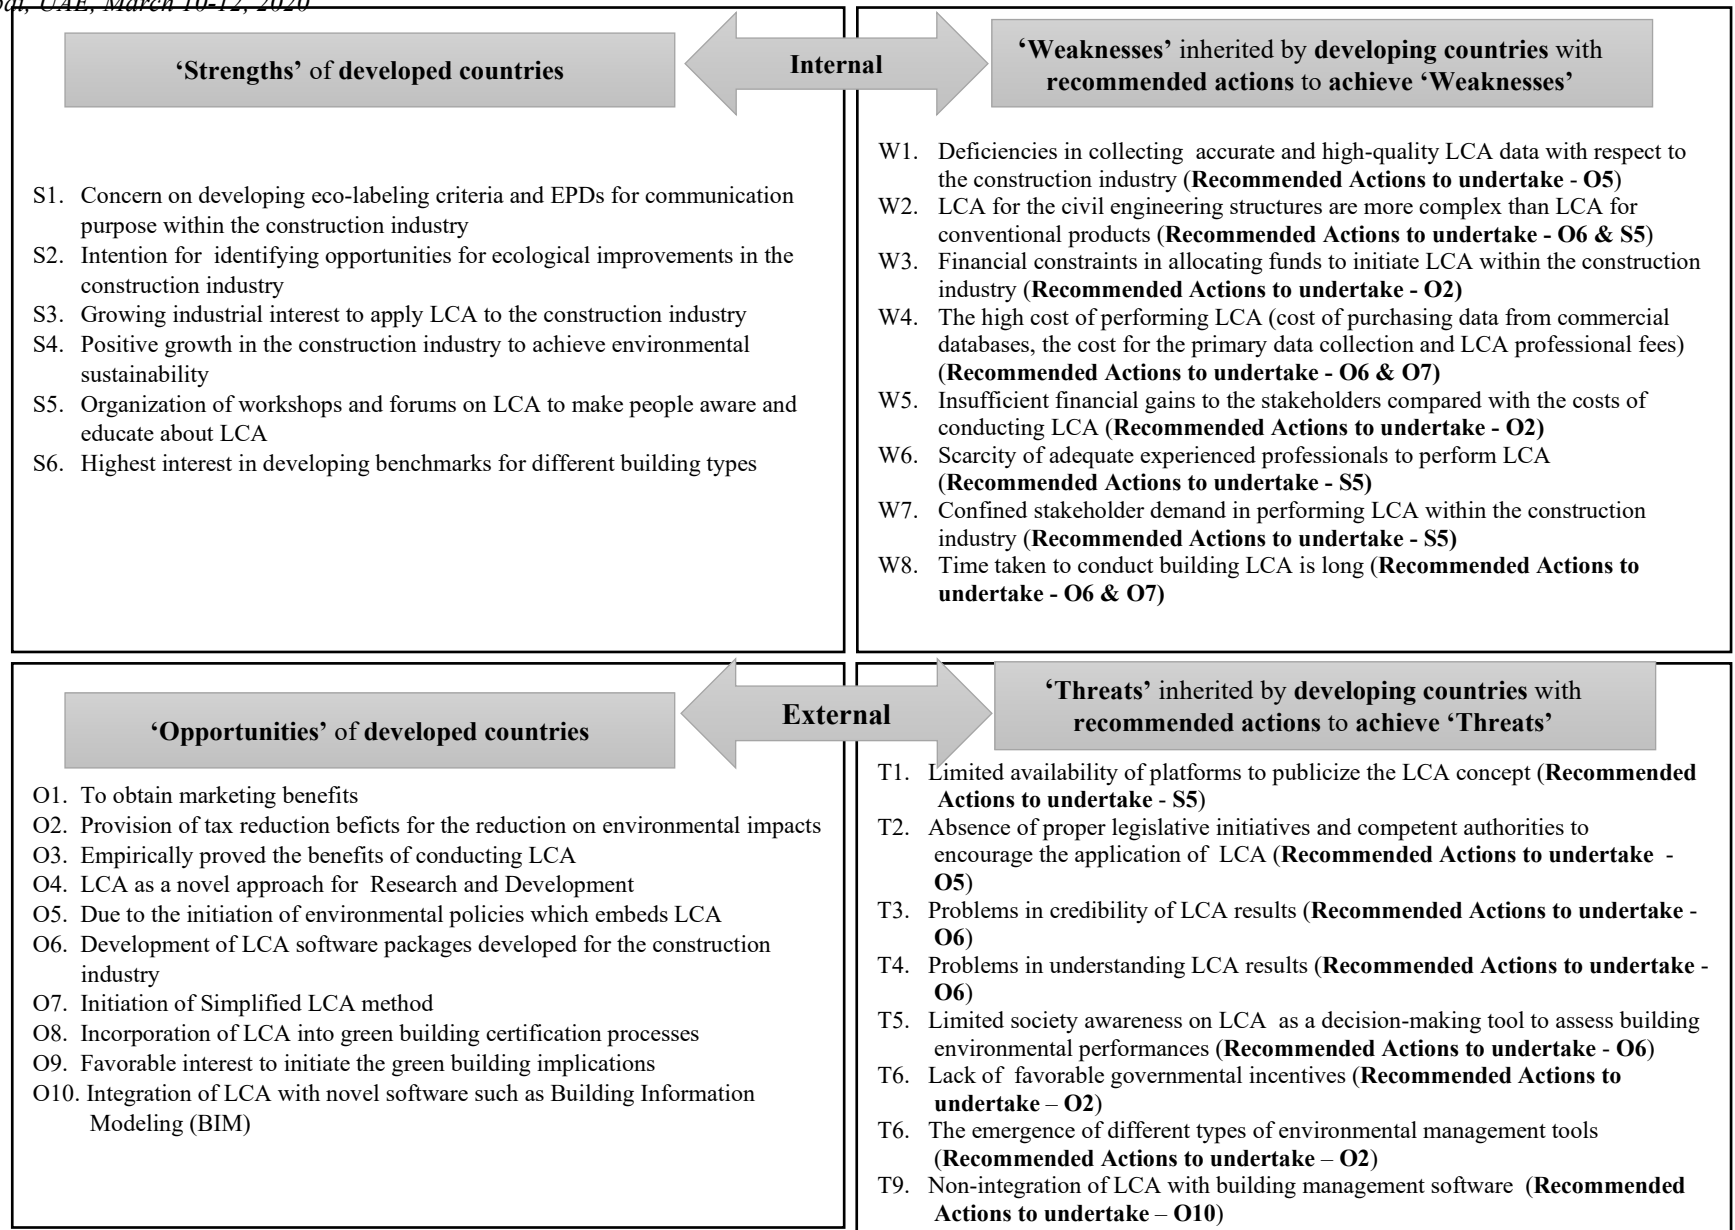 UAE, March 10-12, 2020
‘Strengths’ of developed countries
Internal
‘Weaknesses’ inherited by developing countries with
recommended actions to achieve ‘Weaknesses’
S1. Concern on developing eco-labeling criteria and EPDs for communication
purpose within the construction industry
S2. Intention for identifying opportunities for ecological improvements in the
construction industry
S3. Growing industrial interest to apply LCA to the construction industry
S4. Positive growth in the construction industry to achieve environmental
sustainability
S5. Organization of workshops and forums on LCA to make people aware and
educate about LCA
S6. Highest interest in developing benchmarks for different building types
W1. Deficiencies in collecting accurate and high-quality LCA data with respect to
the construction industry (Recommended Actions to undertake - O5)
W2. LCA for the civil engineering structures are more complex than LCA for
conventional products (Recommended Actions to undertake - O6 & S5)
W3. Financial constraints in allocating funds to initiate LCA within the construction
industry (Recommended Actions to undertake - O2)
W4. The high cost of performing LCA (cost of purchasing data from commercial
databases, the cost for the primary data collection and LCA professional fees)
(Recommended Actions to undertake - O6 & O7)
W5. Insufficient financial gains to the stakeholders compared with the costs of
conducting LCA (Recommended Actions to undertake - O2)
W6. Scarcity of adequate experienced professionals to perform LCA
(Recommended Actions to undertake - S5)
W7. Confined stakeholder demand in performing LCA within the construction
industry (Recommended Actions to undertake - S5)
W8. Time taken to conduct building LCA is long (Recommended Actions to
undertake - O6 & O7)
‘Opportunities’ of developed countries
External
‘Threats’ inherited by developing countries with
recommended actions to achieve ‘Threats’
O1. To obtain marketing benefits
O2. Provision of tax reduction beficts for the reduction on environmental impacts
O3. Empirically proved the benefits of conducting LCA
O4. LCA as a novel approach for Research and Development
O5. Due to the initiation of environmental policies which embeds LCA
O6. Development of LCA software packages developed for the construction
industry
O7. Initiation of Simplified LCA method
O8. Incorporation of LCA into green building certification processes
O9. Favorable interest to initiate the green building implications
O10. Integration of LCA with novel software such as Building Information
Modeling (BIM)
T1. Limited availability of platforms to publicize the LCA concept (Recommended
Actions to undertake - S5)
T2. Absence of proper legislative initiatives and competent authorities to
encourage the application of LCA (Recommended Actions to undertake -
O5)
T3. Problems in credibility of LCA results (Recommended Actions to undertake -
O6)
T4. Problems in understanding LCA results (Recommended Actions to undertake -
O6)
T5. Limited society awareness on LCA as a decision-making tool to assess building
environmental performances (Recommended Actions to undertake - O6)
T6. Lack of favorable governmental incentives (Recommended Actions to
undertake – O2)
T6. The emergence of different types of environmental management tools
(Recommended Actions to undertake – O2)
T9. Non-integration of LCA with building management software (Recommended
Actions to undertake – O10)